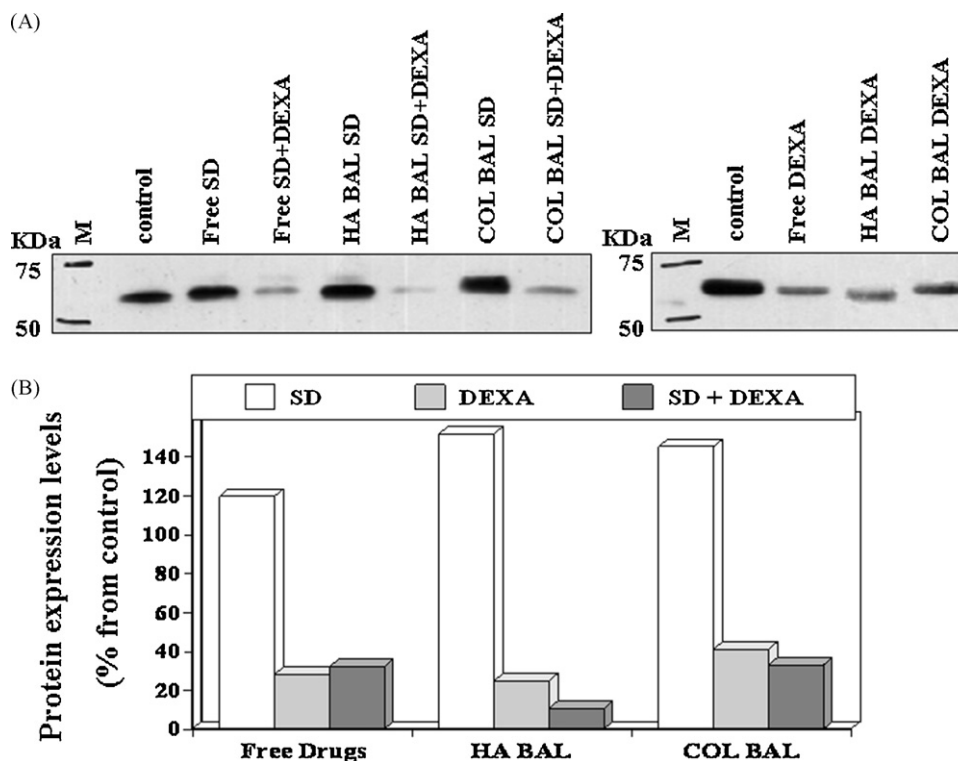 (A)
KDa
M
control
Free SD
Free SD+DEXA
HA BAL SD
HA BAL SD+DEXA
COL BAL SD
COL BAL SD+DEXA
75
50
KDa
M
control
Free DEXA
HA BAL DEXA
COL BAL DEXA
75
50
(B)
SD
DEXA
SD + DEXA
Protein expression levels
(% from control)
140
120
100
80
60
40
20
0
Free Drugs
HA BAL
COL BAL